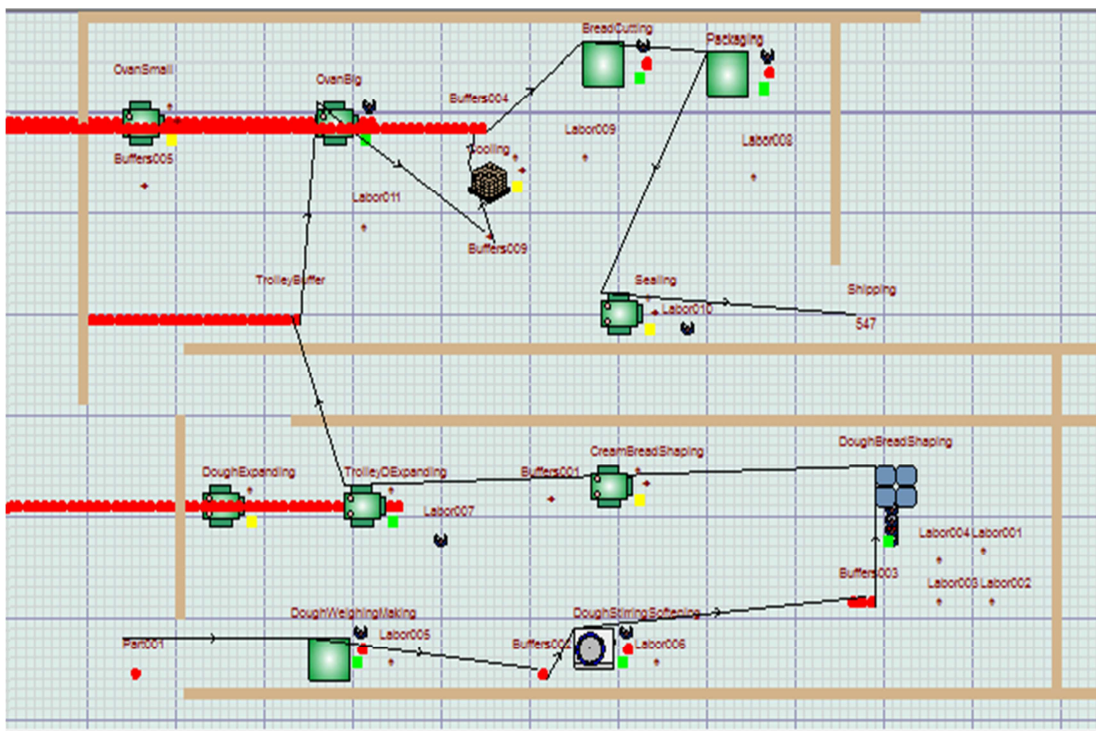 BreadCutting
Packaging
OvanSmall
OvanBig
Buffers004
Labor009
Labor008
Cooling
Buffers005
Labor011
Buffers009
TrolleyBuffer
Sealing
Shipping
Labor010
547
DoughBreadShaping
CreamBreadShaping
DoughExpanding
TrolleyDExpanding
Buffers001
Labor007
Labor004 Labor001
Buffers003
Labor003 Labor002
DoughWeighingMaking
DoughStirringSoftening
Labor005
Part001
Buffers002
Labor006